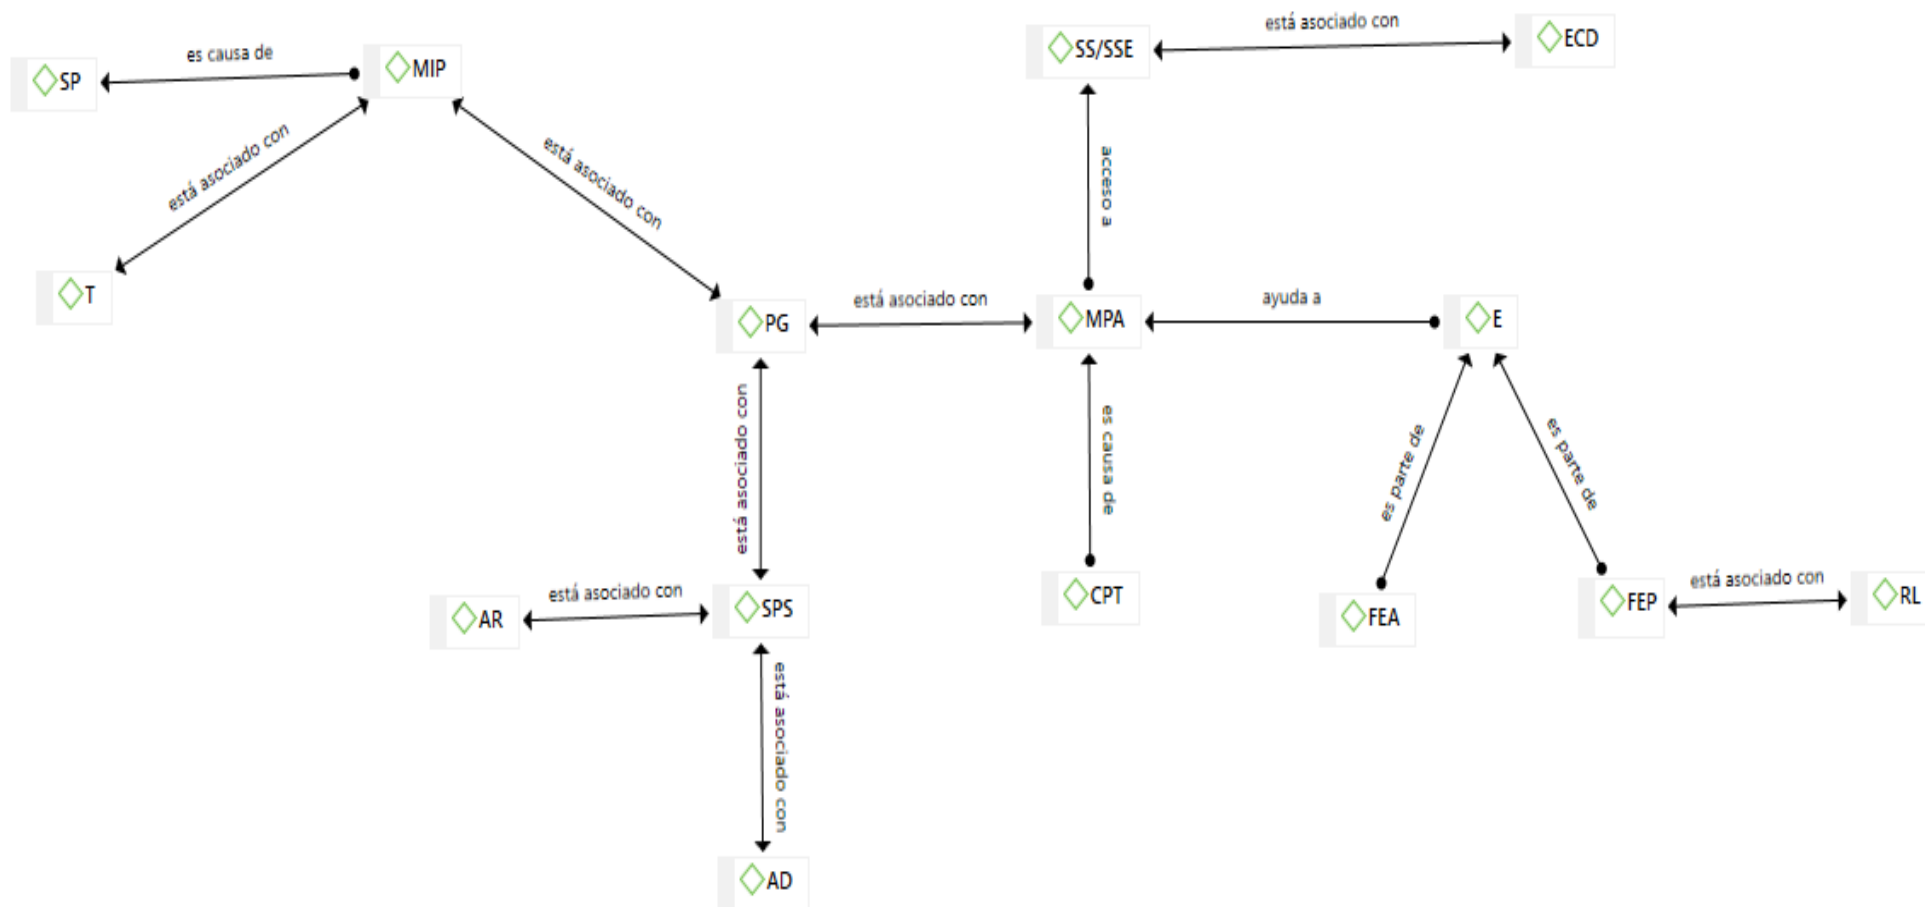 está asociado con
SS/SSE
ECD
es causa de
SP
MIP
está asociado con
está asociado con
acceso a
T
PG
está asociado con
MPA
ayuda a
E
está asociado con
es causa de
es parte de
es parte de
AR
está asociado con
SPS
CPT
FEA
FEP
está asociado con
RL
está asociado con
AD